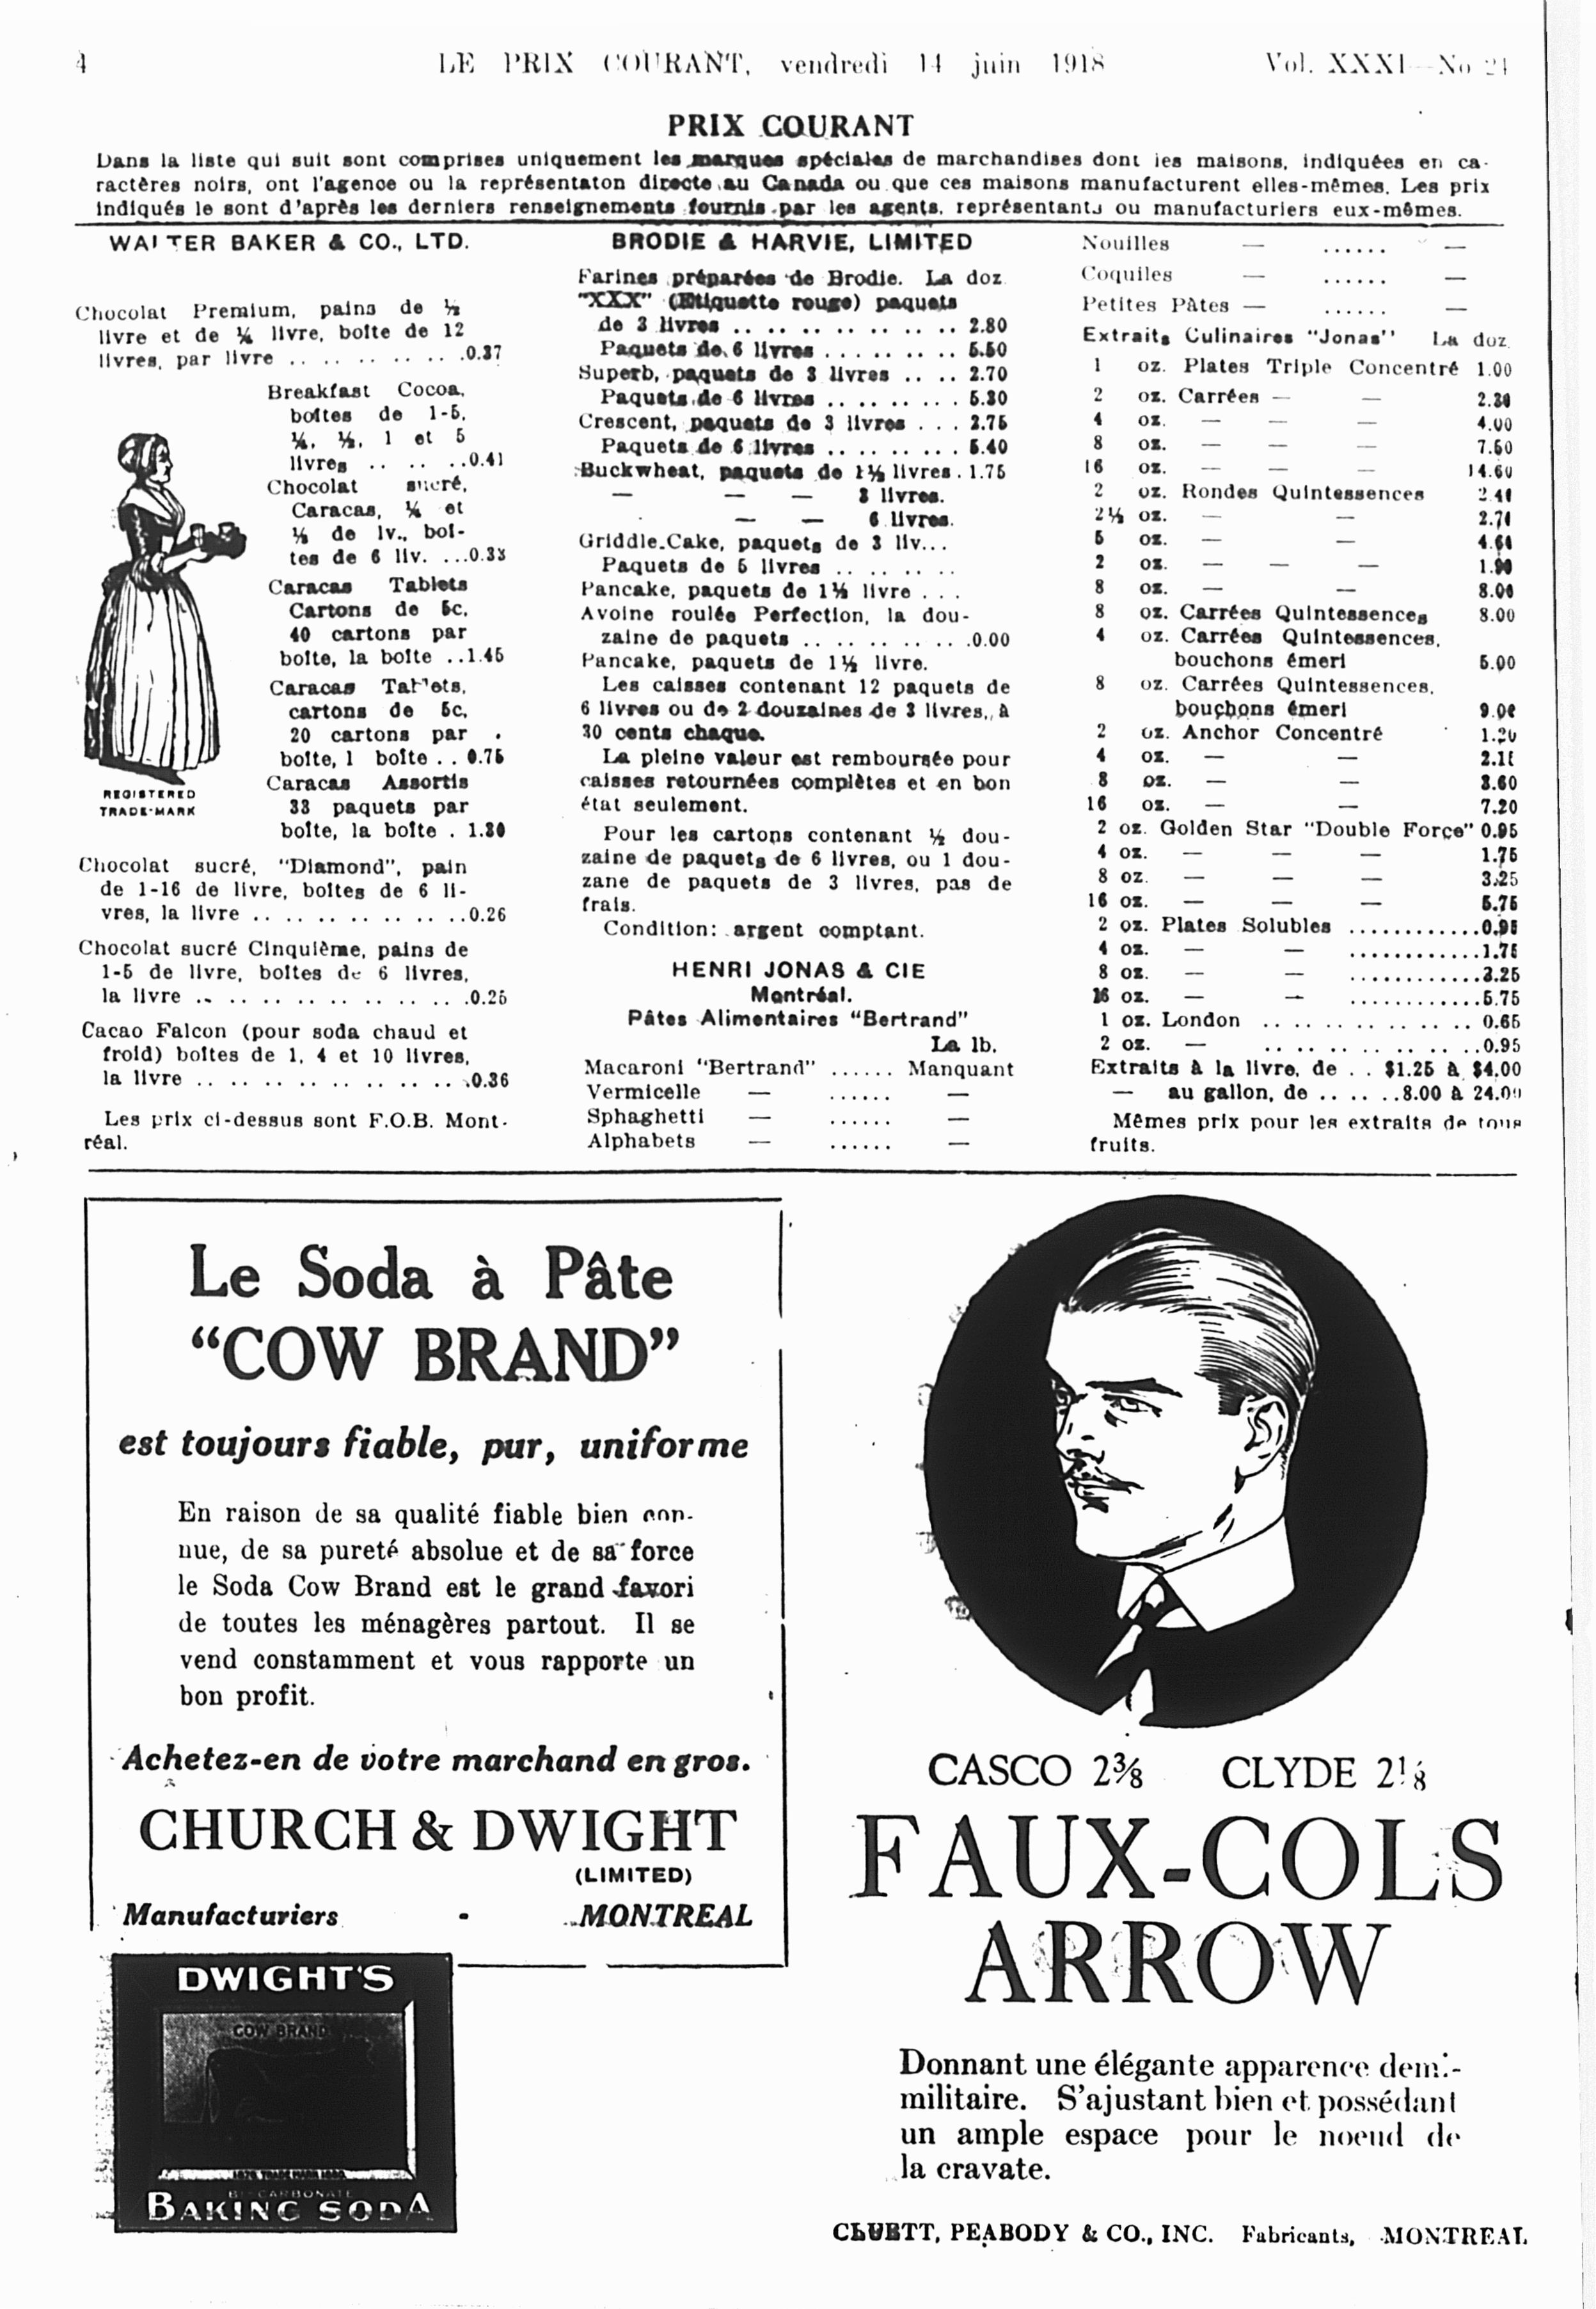 4 LE PRIX COURANT, vendredi 14 juin 1918 Vol. XXXI—No 24
PRIX COURANT
Dans la liste qui suit sont comprises uniquement les marques spéciales de marchandises dont les maisons, indiquées en ca-
ractères noirs, ont l'agence ou la représentaton directe au Canada ou que ces maisons manufacturent elles-mêmes. Les prix
indiqués le sont d'après les derniers renseignements fournis par les agents, représentants ou manufacturiers eux-mêmes.
WALTER BAKER & CO., LTD.
Chocolat Premium, pains de ½
livre et de ¼ livre, boîte de 12
livres, par livre .. .. .. .. .. .0.37
Breakfast Cocoa,
boîtes de 1-5,
¼, ½, 1 et 5
livres .. .. .. ..0.41
Chocolat sucré,
Caracas, ¼ et
½ de lv., boî-
tes de 6 liv. ...0.33
Caracas Tablets
Cartons de 5c,
40 cartons par
boîte, la boîte ..1.45
Caracas Tablets,
cartons de 5c,
20 cartons par
boîte, 1 boîte .. 0.75
Caracas Assortis
33 paquets par
boîte, la boîte . 1.30
REGISTERED
TRADE-MARK
Chocolat sucré, "Diamond", pain
de 1-16 de livre, boîtes de 6 li-
vres, la livre .. .. .. .. .. .. ..0.26
Chocolat sucré Cinquième, pains de
1-5 de livre, boîtes de 6 livres,
la livre .. .. .. .. .. .. .. .. .0.25
Cacao Falcon (pour soda chaud et
froid) boîtes de 1, 4 et 10 livres,
la livre .. .. .. .. .. .. .. .. .0.36
Les prix ci-dessus sont F.O.B. Mont-
réal.
BRODIE & HARVIE, LIMITED
Farines préparées de Brodie. La doz
"XXX" (Etiquette rouge) paquets
de 3 livres .. .. .. .. .. .. .. 2.80
Paquets de 6 livres .. .. .. .. .. 5.50
Superb, paquets de 3 livres .. .. 2.70
Paquets de 6 livres .. .. .. .. .. 5.30
Crescent, paquets de 3 livres ... 2.75
Paquets de 6 livres .. .. .. .. .. 5.40
Buckwheat, paquets de 1½ livres . 1.75
— — — 3 livres.
— — 6 livres.
Griddle-Cake, paquets de 3 liv...
Paquets de 5 livres .. .. .. ..
Pancake, paquets de 1½ livre ...
Avoine roulée Perfection, la dou-
zaine de paquets .. .. .. .. .. .0.00
Pancake, paquets de 1½ livre.
Les caisses contenant 12 paquets de
6 livres ou de 2 douzaines de 3 livres, à
30 cents chaque.
La pleine valeur est remboursée pour
caisses retournées complètes et en bon
état seulement.
Pour les cartons contenant ½ dou-
zaine de paquets de 6 livres, ou 1 dou-
zane de paquets de 3 livres, pas de
frais.
Condition: argent comptant.
HENRI JONAS & CIE
Montréal.
Pâtes Alimentaires "Bertrand"
La lb.
Macaroni "Bertrand" ...... Manquant
Vermicelle — ...... —
Sphaghetti — ...... —
Alphabets — ...... —
Nouilles — ...... —
Coquilles — ...... —
Petites Pâtes — ...... —
Extraits Culinaires "Jonas" La doz.
1 oz. Plates Triple Concentré 1.00
2 oz. Carrées — — 2.30
4 oz. — — — 4.00
8 oz. — — — 7.60
16 oz. — — — 14.60
2 oz. Rondes Quintessences 2.40
2½ oz. — — 2.70
5 oz. — — 4.60
2 oz. — — — 1.90
8 oz. — — 8.00
8 oz. Carrées Quintessences 8.00
4 oz. Carrées Quintessences,
bouchons émeri 5.00
8 oz. Carrées Quintessences,
bouchons émeri 9.00
2 oz. Anchor Concentré 1.20
4 oz. — — 2.10
8 oz. — — 3.60
16 oz. — — 7.20
2 oz. Golden Star "Double Force" 0.95
4 oz. — — — 1.75
8 oz. — — — 3.25
16 oz. — — — 5.75
2 oz. Plates Solubles ............0.95
4 oz. — — ............1.75
8 oz. — — ............3.25
16 oz. — — ............5.75
1 oz. London .. .. .. .. .. .. .. 0.65
2 oz. — .. .. .. .. .. .. ..0.95
Extraits à la livre, de . . $1.25 à $4.00
— au gallon, de .. .. ..8.00 à 24.00
Mêmes prix pour les extraits de tous
fruits.
Le Soda à Pâte
"COW BRAND"
est toujours fiable, pur, uniforme
En raison de sa qualité fiable bien con-
nue, de sa pureté absolue et de sa force
le Soda Cow Brand est le grand favori
de toutes les ménagères partout. Il se
vend constamment et vous rapporte un
bon profit.
Achetez-en de votre marchand en gros.
CHURCH & DWIGHT
(LIMITED)
Manufacturiers - MONTREAL
DWIGHT'S
COW BRAND
BI-CARBONATE
BAKING SODA
CASCO 2⅜ CLYDE 2⅛
FAUX-COLS
ARROW
Donnant une élégante apparence demi-
militaire. S'ajustant bien et possédant
un ample espace pour le noeud de
la cravate.
CLUETT, PEABODY & CO., INC. Fabricants, MONTREAL